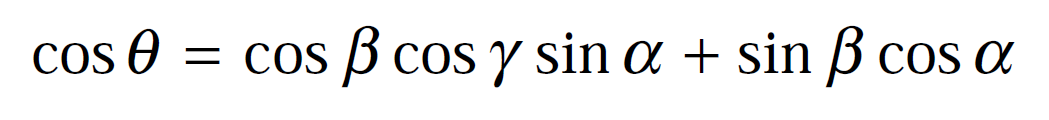 cos θ = cos β cos γ sin α + sin β cos α